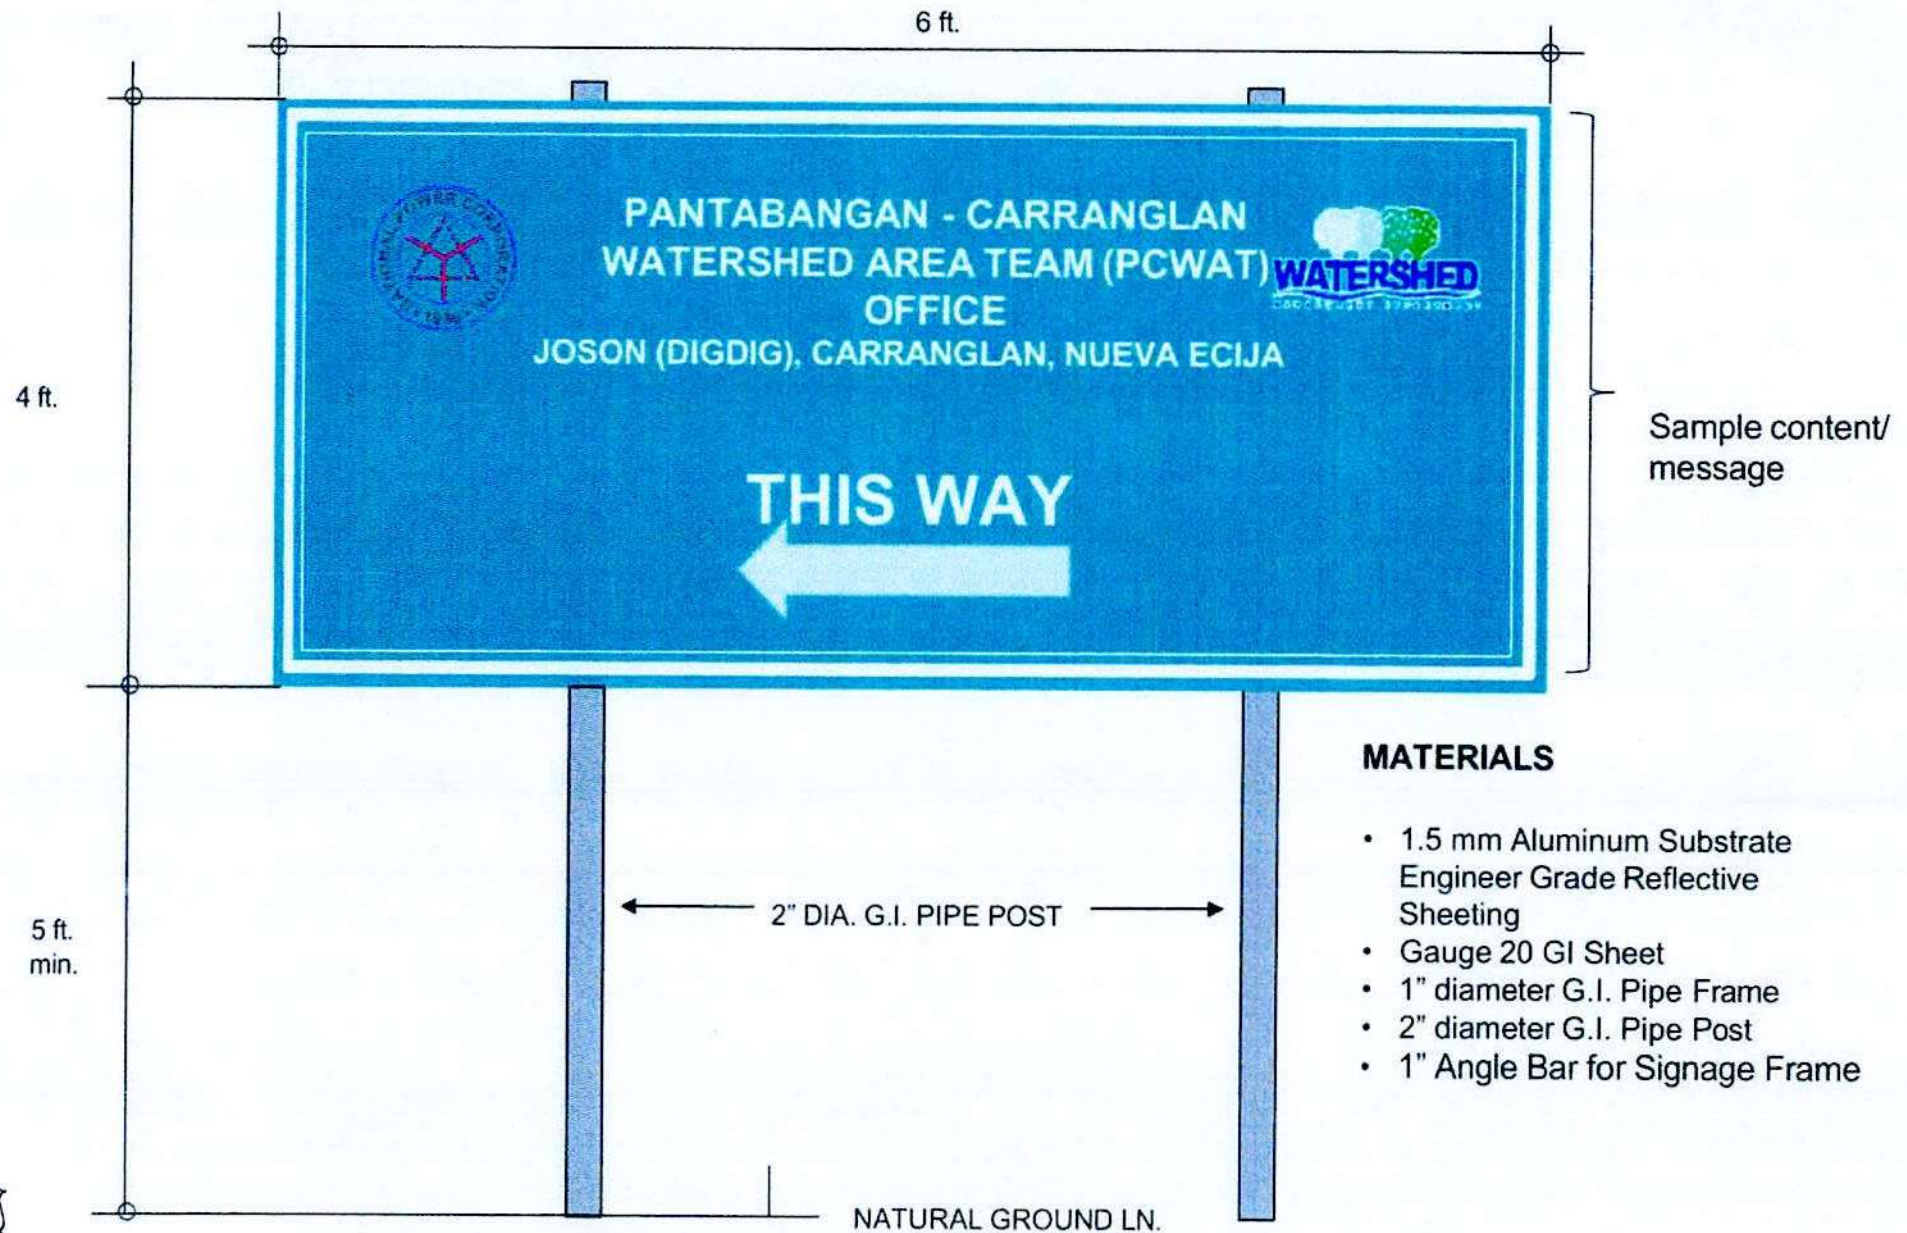 6 ft.
4 ft.
PANTABANGAN - CARRANGLAN
WATERSHED AREA TEAM (PCWAT)
OFFICE
JOSON (DIGDIG), CARRANGLAN, NUEVA ECIJA
NATIONAL POWER CORPORATION
WATERSHED
THIS WAY
Sample content/
message
5 ft.
min.
2” DIA. G.I. PIPE POST
NATURAL GROUND LN.
MATERIALS
• 1.5 mm Aluminum Substrate
Engineer Grade Reflective
Sheeting
• Gauge 20 GI Sheet
• 1” diameter G.I. Pipe Frame
• 2” diameter G.I. Pipe Post
• 1” Angle Bar for Signage Frame